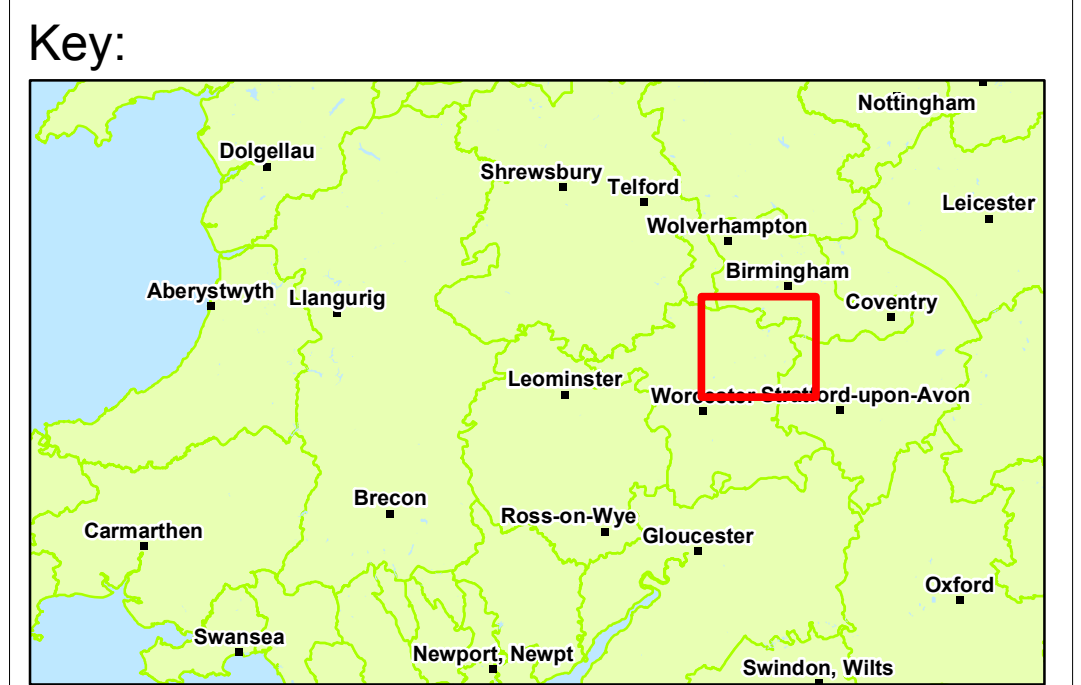 Key:
Nottingham
Dolgellau
Shrewsbury
Telford
Leicester
Wolverhampton
Birmingham
Aberystwyth
Llangurig
Coventry
Leominster
Worcester
Stratford-upon-Avon
Brecon
Ross-on-Wye
Carmarthen
Gloucester
Oxford
Swansea
Newport, Newpt
Swindon, Wilts